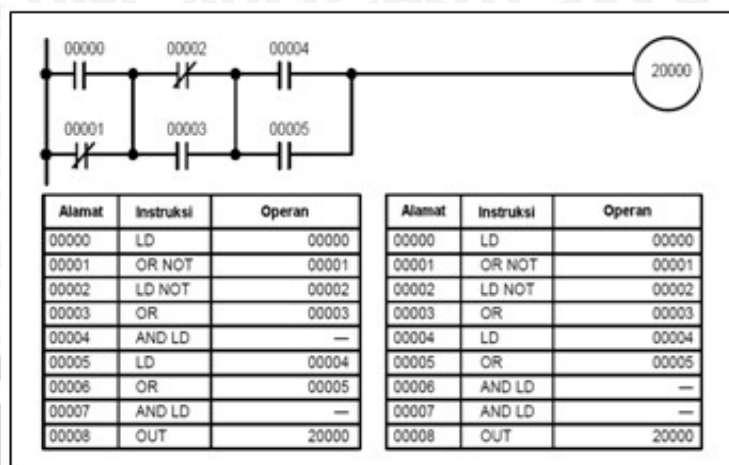 00000 00002 00004
20000
00001 00003 00005
Alamat Instruksi Operan
00000 LD 00000
00001 OR NOT 00001
00002 LD NOT 00002
00003 OR 00003
00004 AND LD —
00005 LD 00004
00006 OR 00005
00007 AND LD —
00008 OUT 20000
Alamat Instruksi Operan
00000 LD 00000
00001 OR NOT 00001
00002 LD NOT 00002
00003 OR 00003
00004 LD 00004
00005 OR 00005
00006 AND LD —
00007 AND LD —
00008 OUT 20000